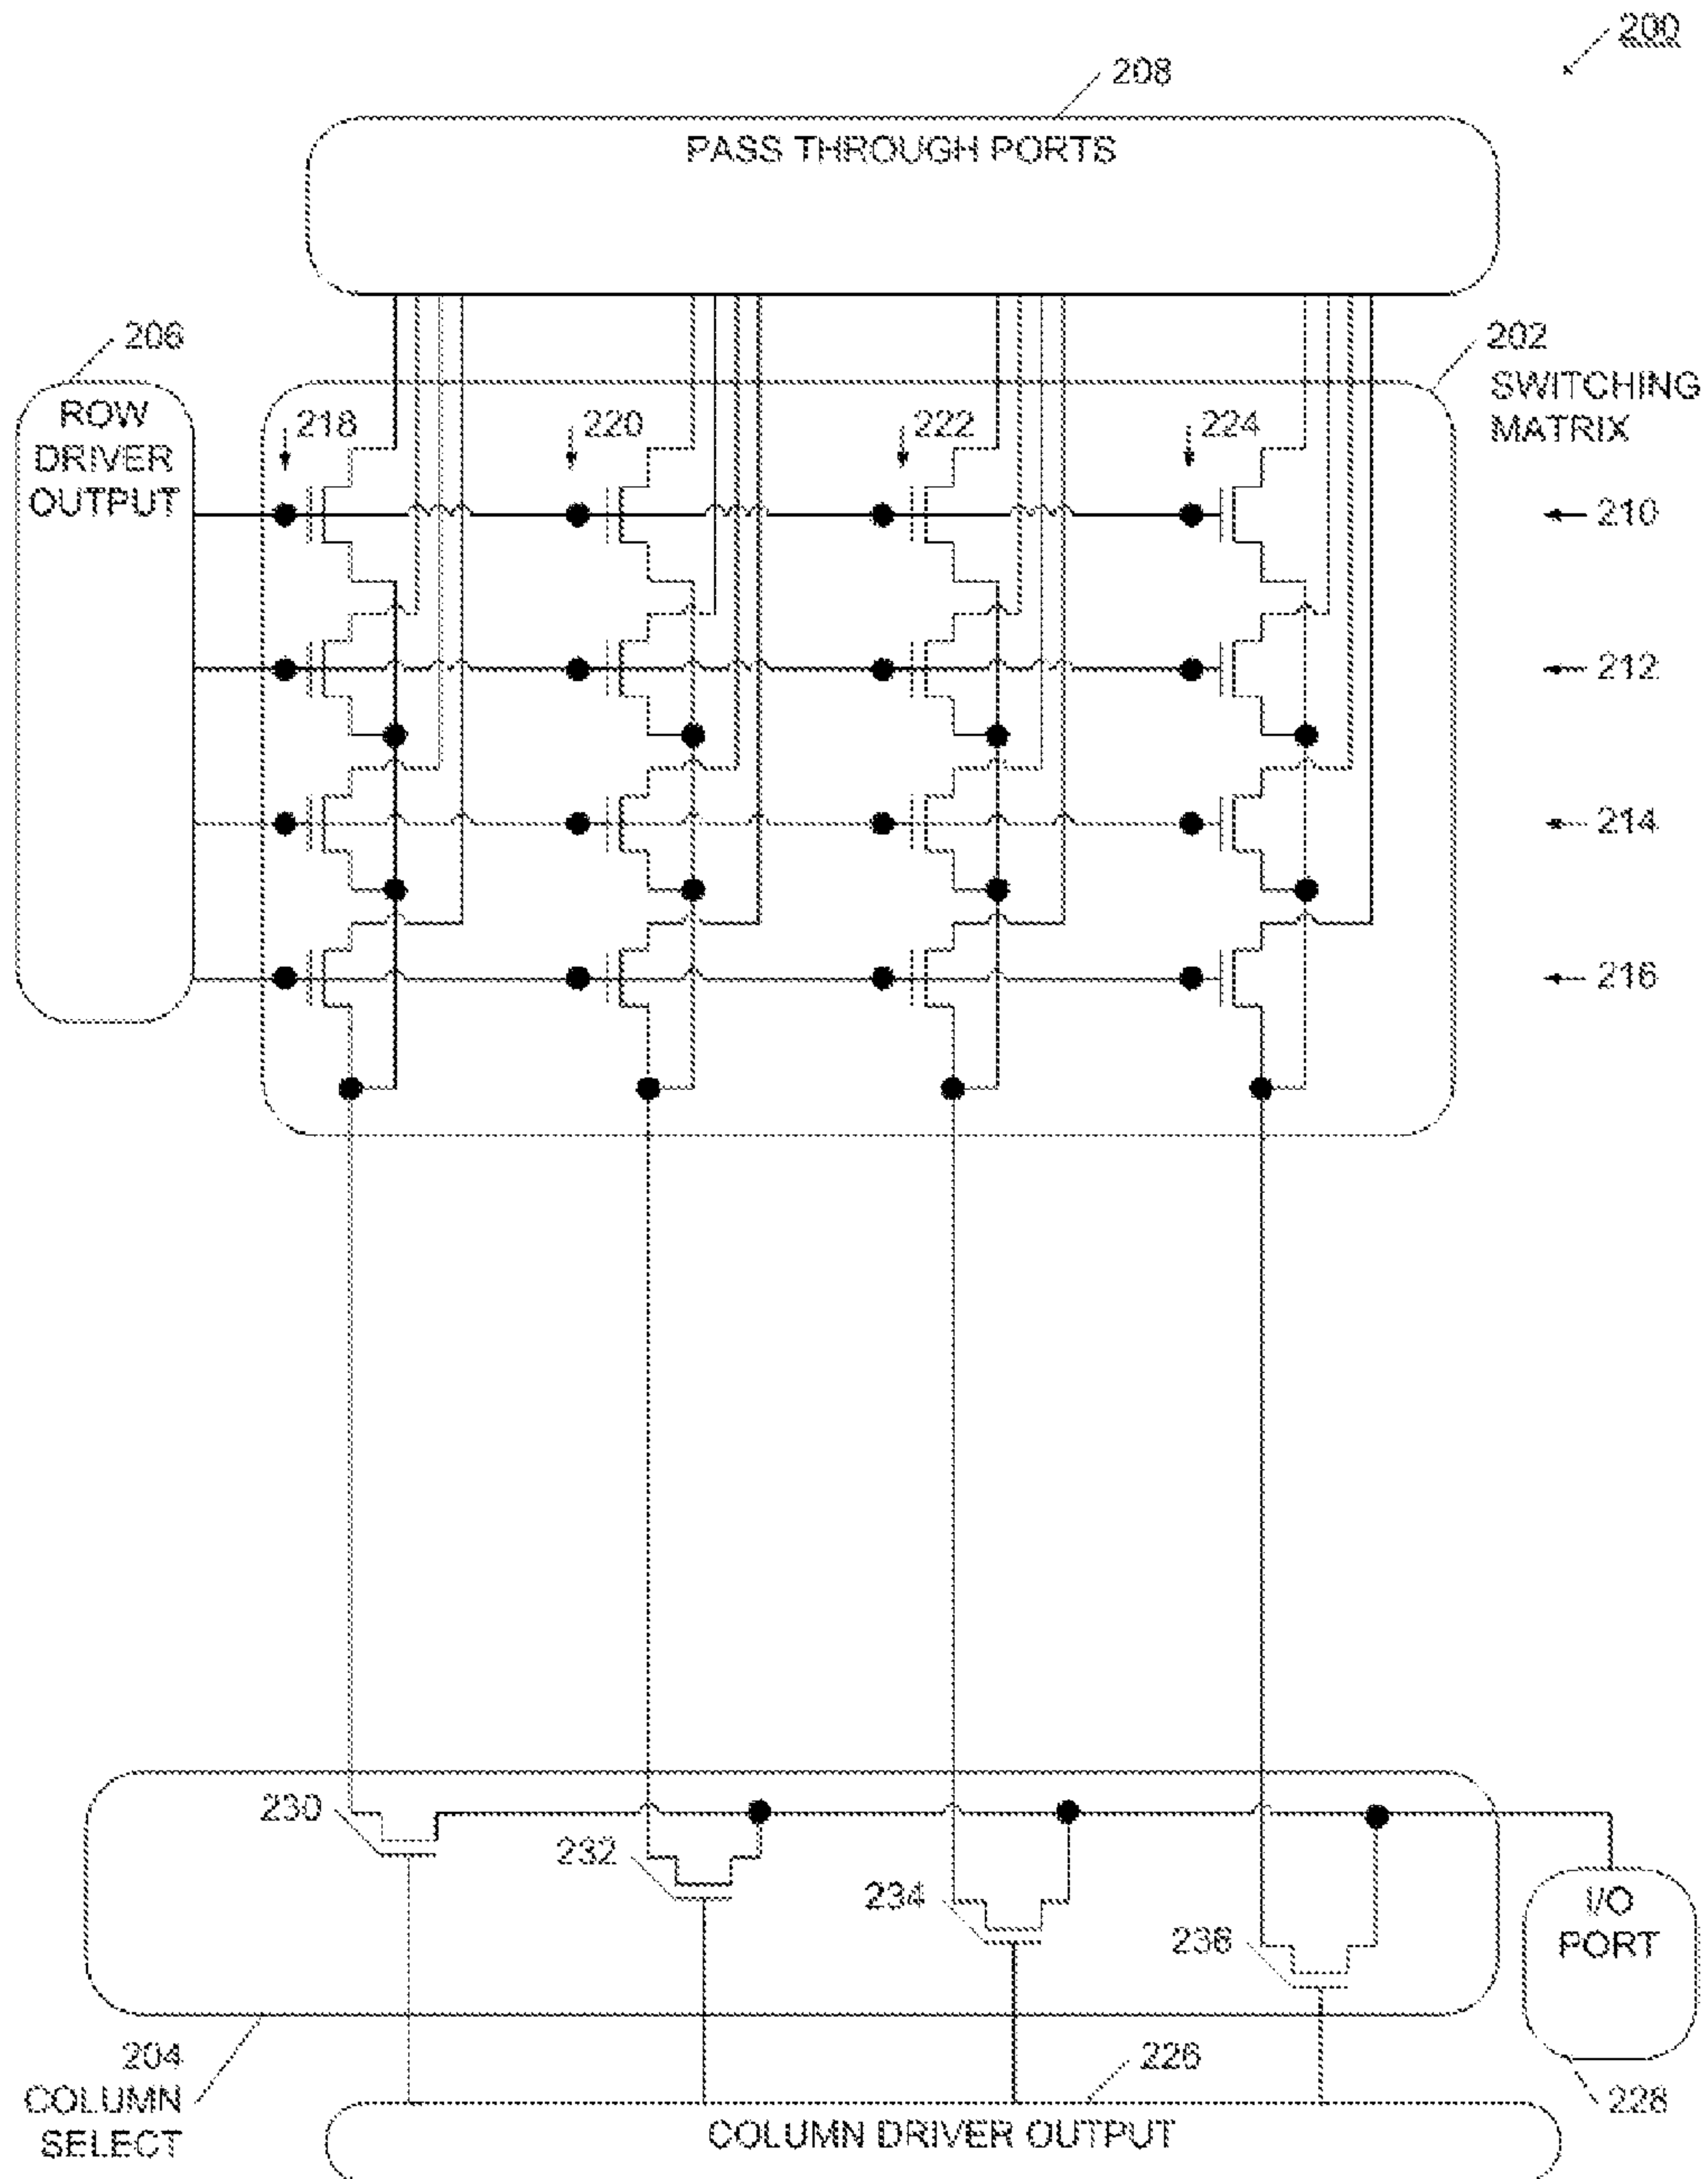 200
208
PASS THROUGH PORTS
206
202
ROW
DRIVER
OUTPUT
SWITCHING
MATRIX
218
220
222
224
210
212
214
216
230
232
234
236
I/O
PORT
204
COLUMN
SELECT
226
228
COLUMN DRIVER OUTPUT